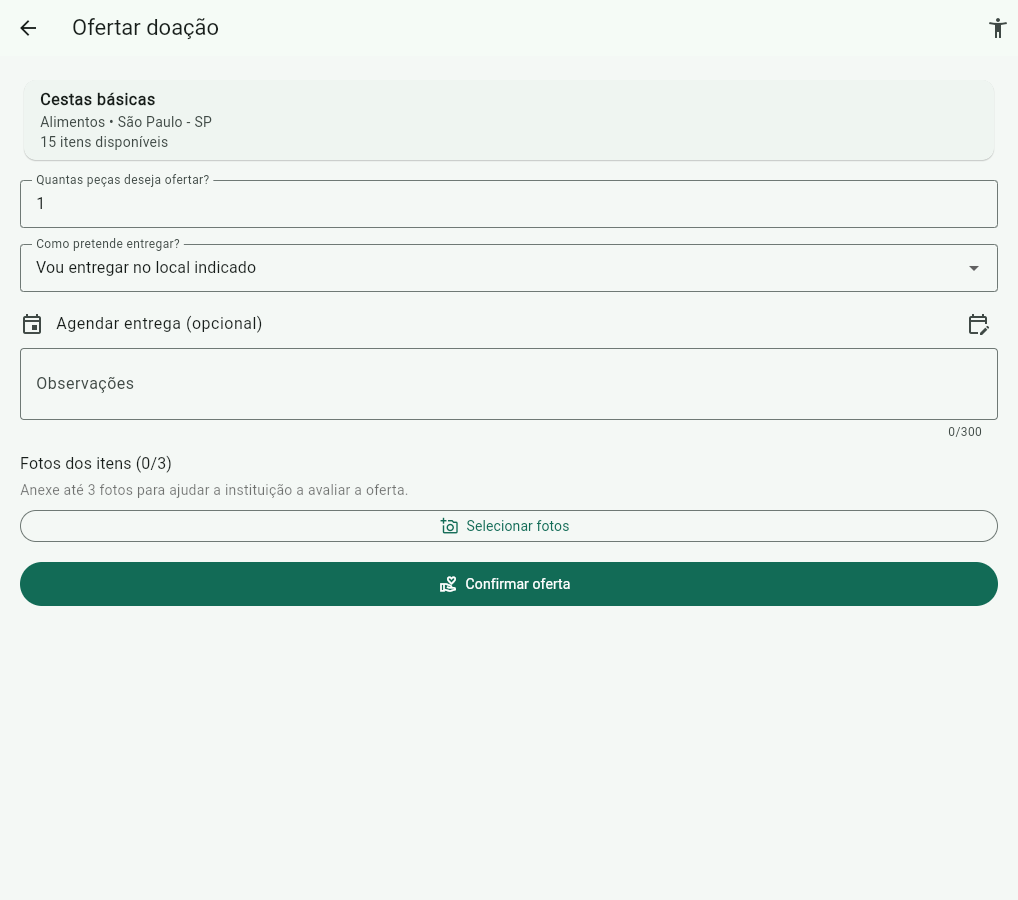 Ofertar doação
Cestas básicas
Alimentos • São Paulo - SP
15 itens disponíveis
Quantas peças deseja ofertar?
1
Como pretende entregar?
Vou entregar no local indicado
Agendar entrega (opcional)
Observações
0/300
Fotos dos itens (0/3)
Anexe até 3 fotos para ajudar a instituição a avaliar a oferta.
Selecionar fotos
Confirmar oferta